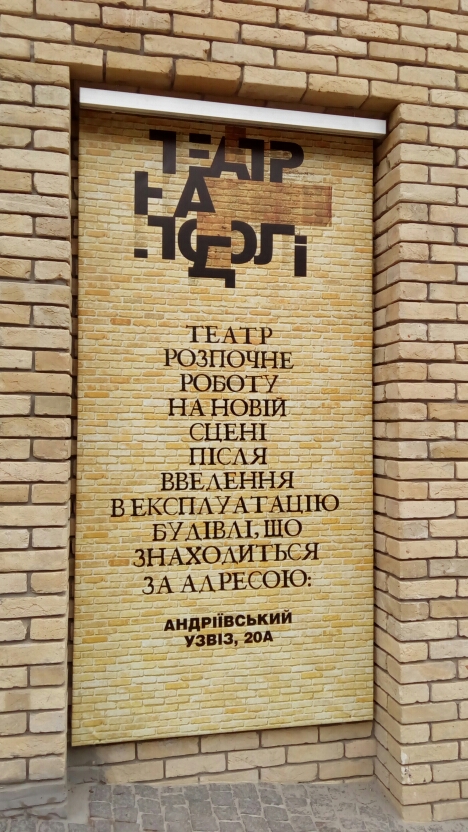 ТЕАТР
НА
ПОДОЛІ
ТЕАТР
РОЗПОЧНЕ
РОБОТУ
НА НОВІЙ
СЦЕНІ
ПІСЛЯ
ВВЕДЕННЯ
В ЕКСПЛУАТАЦІЮ
БУДІВЛІ, ЩО
ЗНАХОДИТЬСЯ
ЗА АДРЕСОЮ:
АНДРІЇВСЬКИЙ
УЗВІЗ, 20А